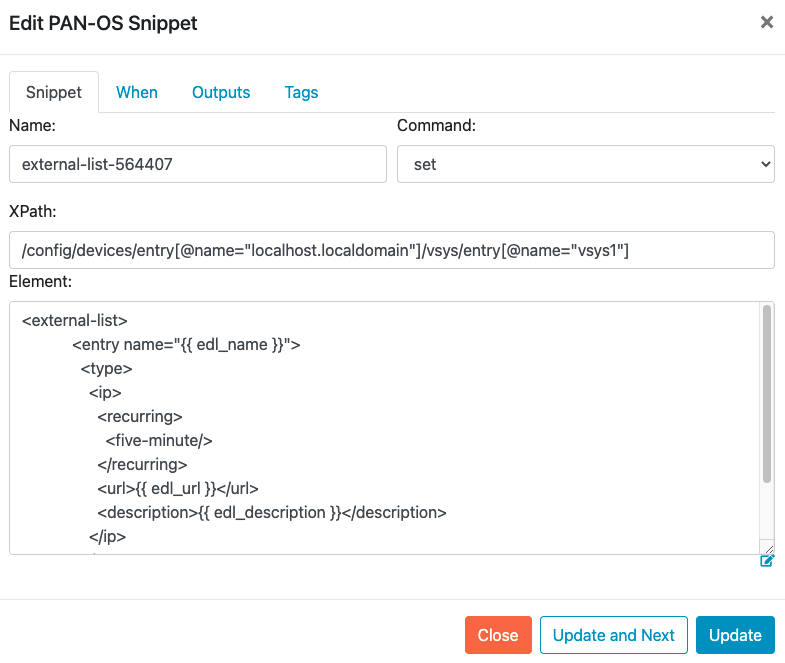 Edit PAN-OS Snippet
Snippet When Outputs Tags
Name: Command:
external-list-564407 set
XPath:
/config/devices/entry[@name="localhost.localdomain"]/vsys/entry[@name="vsys1"]
Element:
<external-list>
<entry name="{{ edl_name }}">
<type>
<ip>
<recurring>
<five-minute/>
</recurring>
<url>{{ edl_url }}</url>
<description>{{ edl_description }}</description>
</ip>
Close Update and Next Update